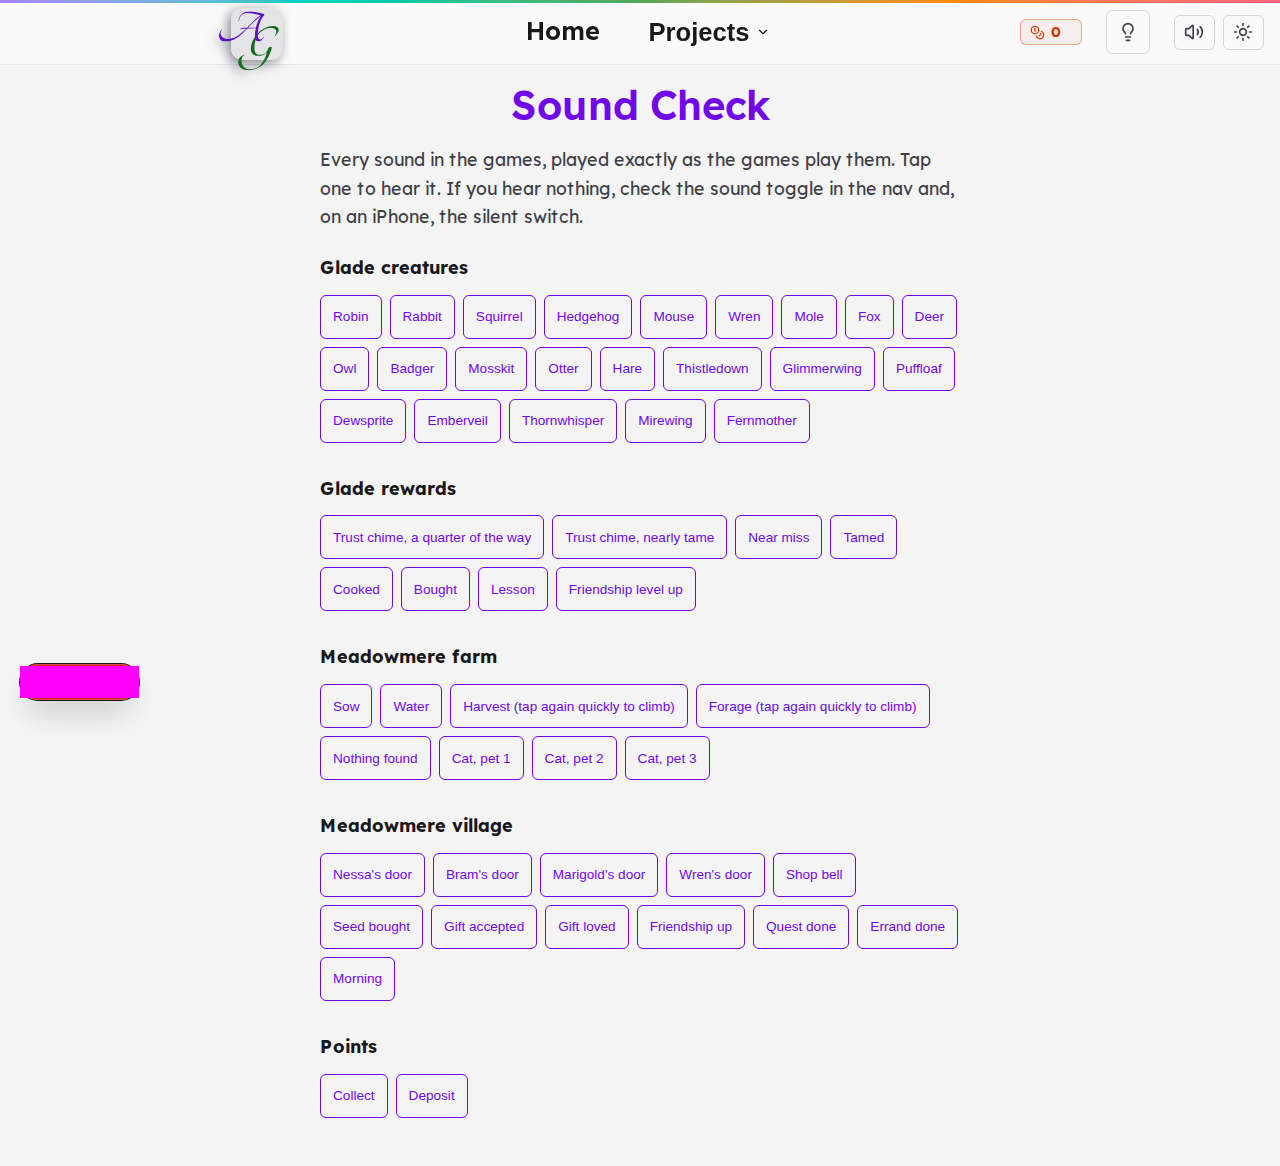 AG
Home
Projects
0
Sound Check
Every sound in the games, played exactly as the games play them. Tap
one to hear it. If you hear nothing, check the sound toggle in the nav and,
on an iPhone, the silent switch.
Glade creatures
Robin Rabbit Squirrel Hedgehog Mouse Wren Mole Fox Deer
Owl Badger Mosskit Otter Hare Thistledown Glimmerwing Puffloaf
Dewsprite Emberveil Thornwhisper Mirewing Fernmother
Glade rewards
Trust chime, a quarter of the way Trust chime, nearly tame Near miss Tamed
Cooked Bought Lesson Friendship level up
Meadowmere farm
Sow Water Harvest (tap again quickly to climb) Forage (tap again quickly to climb)
Nothing found Cat, pet 1 Cat, pet 2 Cat, pet 3
Meadowmere village
Nessa's door Bram's door Marigold's door Wren's door Shop bell
Seed bought Gift accepted Gift loved Friendship up Quest done Errand done
Morning
Points
Collect Deposit